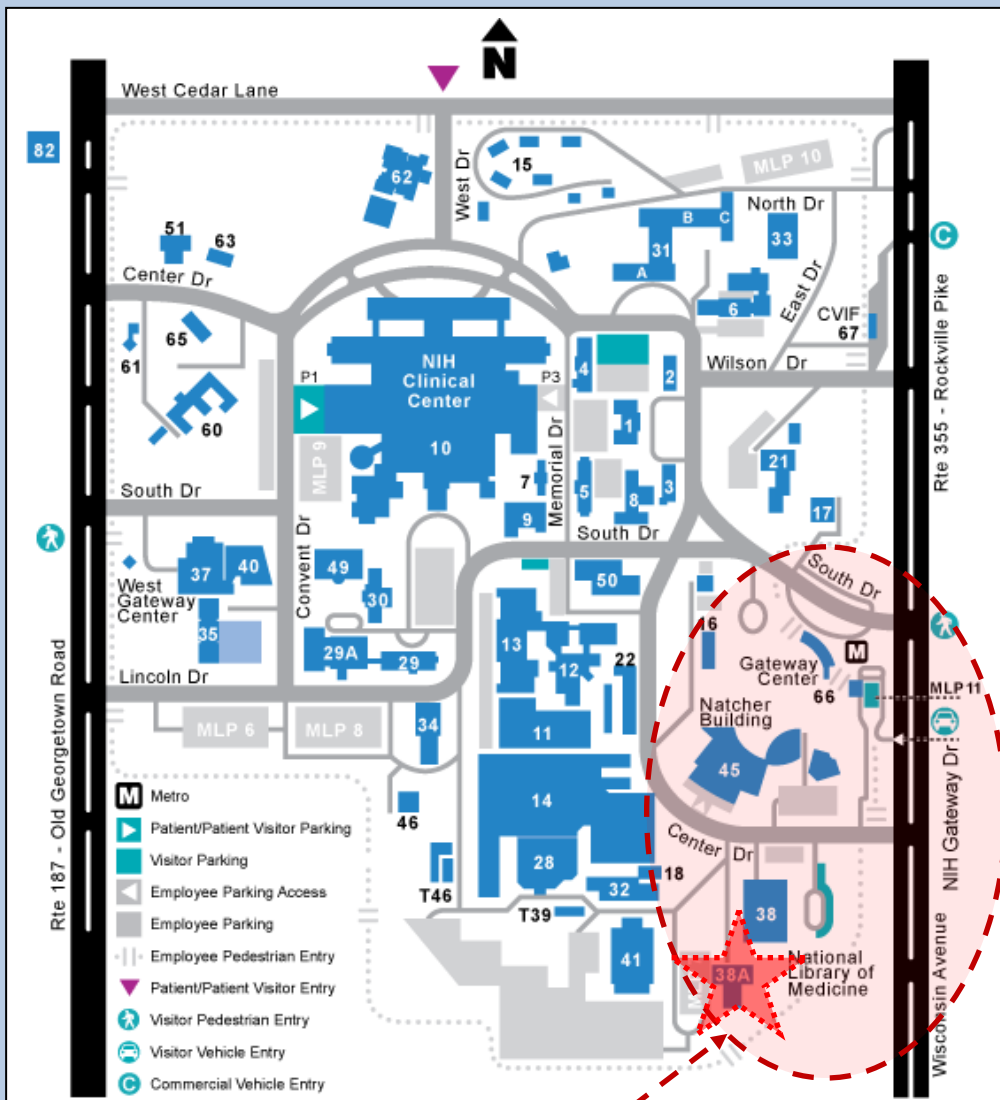 N
West Cedar Lane
82
62
West Dr
15
MLP 10
North Dr
B
C
31
A
33
51
63
Center Dr
6
East Dr
CVIF
67
C
Rte 355 - Rockville Pike
65
61
60
NIH
Clinical
Center
10
P1
P3
4
2
Wilson Dr
1
MLP 9
7
Memorial Dr
5
8
3
21
17
9
South Dr
South Dr
South Dr
37
40
West
Gateway
Center
35
Convent Dr
49
30
29A
29
50
13
12
22
16
Gateway
Center
66
M
MLP 11
Lincoln Dr
Natcher
Building
45
MLP 6
MLP 8
34
11
14
46
28
32
18
T46
T39
41
Center Dr
38
38A
M
National
Library of
Medicine
NIH Gateway Dr
Wisconsin Avenue
Rte 187 - Old Georgetown Road
M Metro
Patient/Patient Visitor Parking
Visitor Parking
Employee Parking Access
Employee Parking
Employee Pedestrian Entry
Patient/Patient Visitor Entry
Visitor Pedestrian Entry
Visitor Vehicle Entry
C Commercial Vehicle Entry